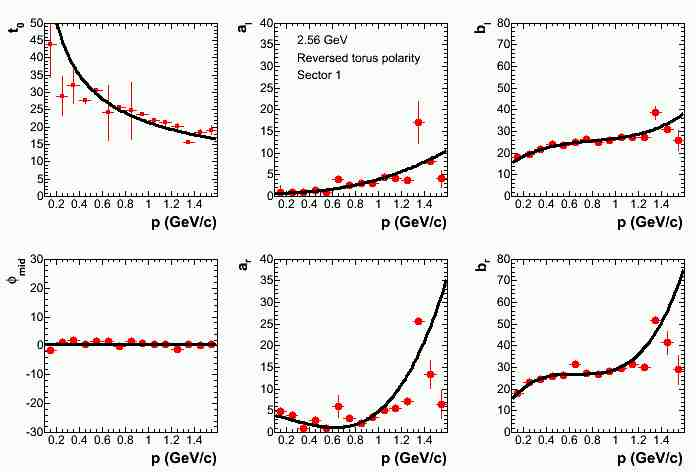 t0
50
45
40
35
30
25
20
15
10
5
0
0.2 0.4 0.6 0.8 1 1.2 1.4
p (GeV/c)
al
2.56 GeV
Reversed torus polarity
Sector 1
40
35
30
25
20
15
10
5
0
0.2 0.4 0.6 0.8 1 1.2 1.4
p (GeV/c)
bl
80
70
60
50
40
30
20
10
0
0.2 0.4 0.6 0.8 1 1.2 1.4
p (GeV/c)
ϕmid
30
20
10
0
-10
-20
-30
0.2 0.4 0.6 0.8 1 1.2 1.4
p (GeV/c)
ar
40
35
30
25
20
15
10
5
0
0.2 0.4 0.6 0.8 1 1.2 1.4
p (GeV/c)
br
80
70
60
50
40
30
20
10
0
0.2 0.4 0.6 0.8 1 1.2 1.4
p (GeV/c)